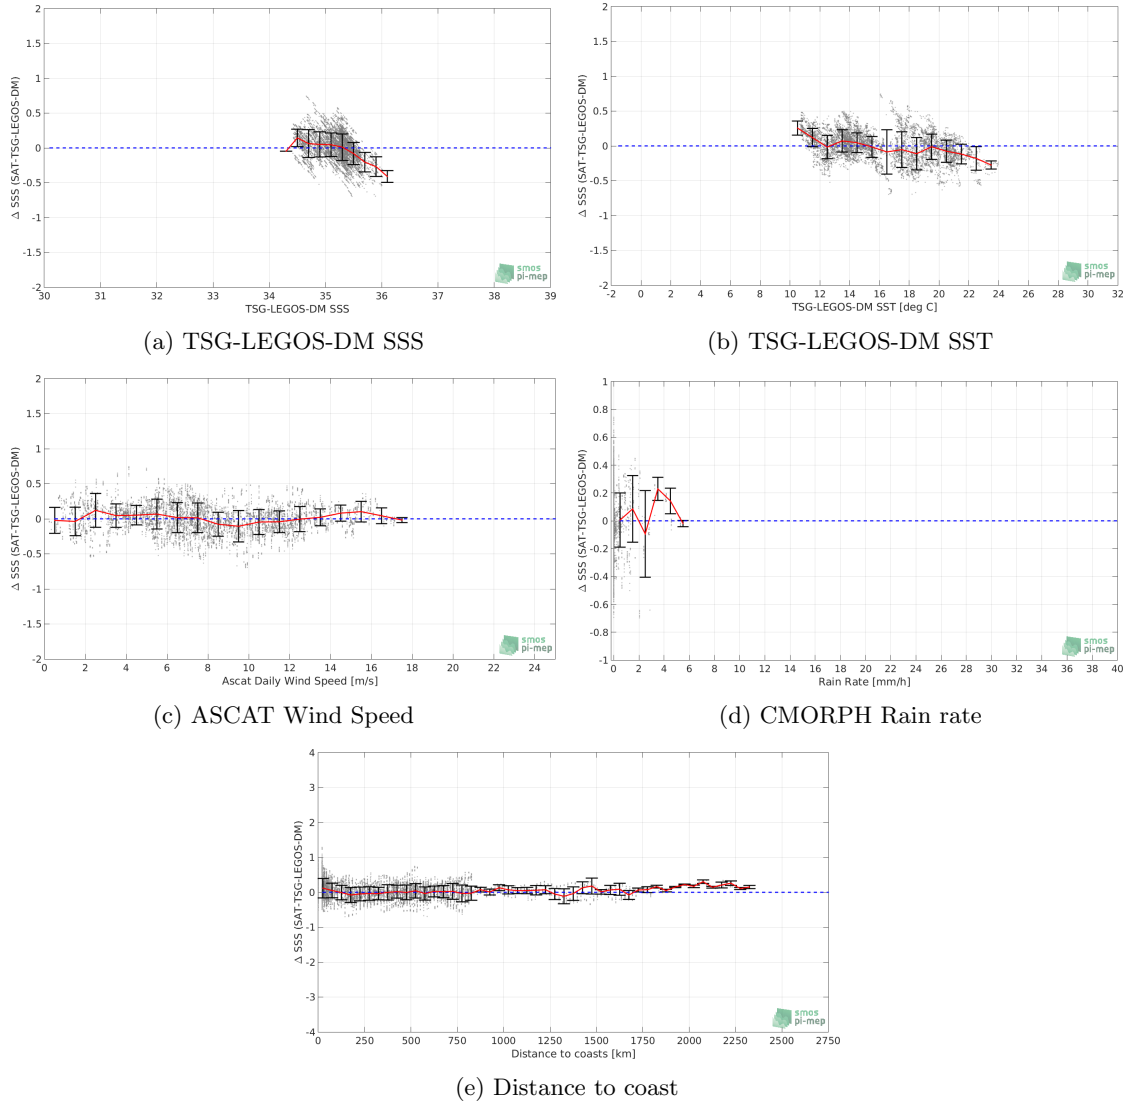 2
1.5
1
0.5
0
-0.5
-1
-1.5
-2
Δ SSS (SAT-TSG-LEGOS-DM)
30 31 32 33 34 35 36 37 38 39
TSG-LEGOS-DM SSS
smos
pi-mep
(a) TSG-LEGOS-DM SSS
2
1.5
1
0.5
0
-0.5
-1
-1.5
-2
Δ SSS (SAT-TSG-LEGOS-DM)
-2 0 2 4 6 8 10 12 14 16 18 20 22 24 26 28 30 32
TSG-LEGOS-DM SST [deg C]
smos
pi-mep
(b) TSG-LEGOS-DM SST
2
1.5
1
0.5
0
-0.5
-1
-1.5
-2
Δ SSS (SAT-TSG-LEGOS-DM)
0 2 4 6 8 10 12 14 16 18 20 22 24
Ascat Daily Wind Speed [m/s]
smos
pi-mep
(c) ASCAT Wind Speed
1
0.8
0.6
0.4
0.2
0
-0.2
-0.4
-0.6
-0.8
-1
Δ SSS (SAT-TSG-LEGOS-DM)
0 2 4 6 8 10 12 14 16 18 20 22 24 26 28 30 32 34 36 38 40
Rain Rate [mm/h]
smos
pi-mep
(d) CMORPH Rain rate
4
3
2
1
0
-1
-2
-3
-4
Δ SSS (SAT-TSG-LEGOS-DM)
0 250 500 750 1000 1250 1500 1750 2000 2250 2500 2750
Distance to coasts [km]
smos
pi-mep
(e) Distance to coast